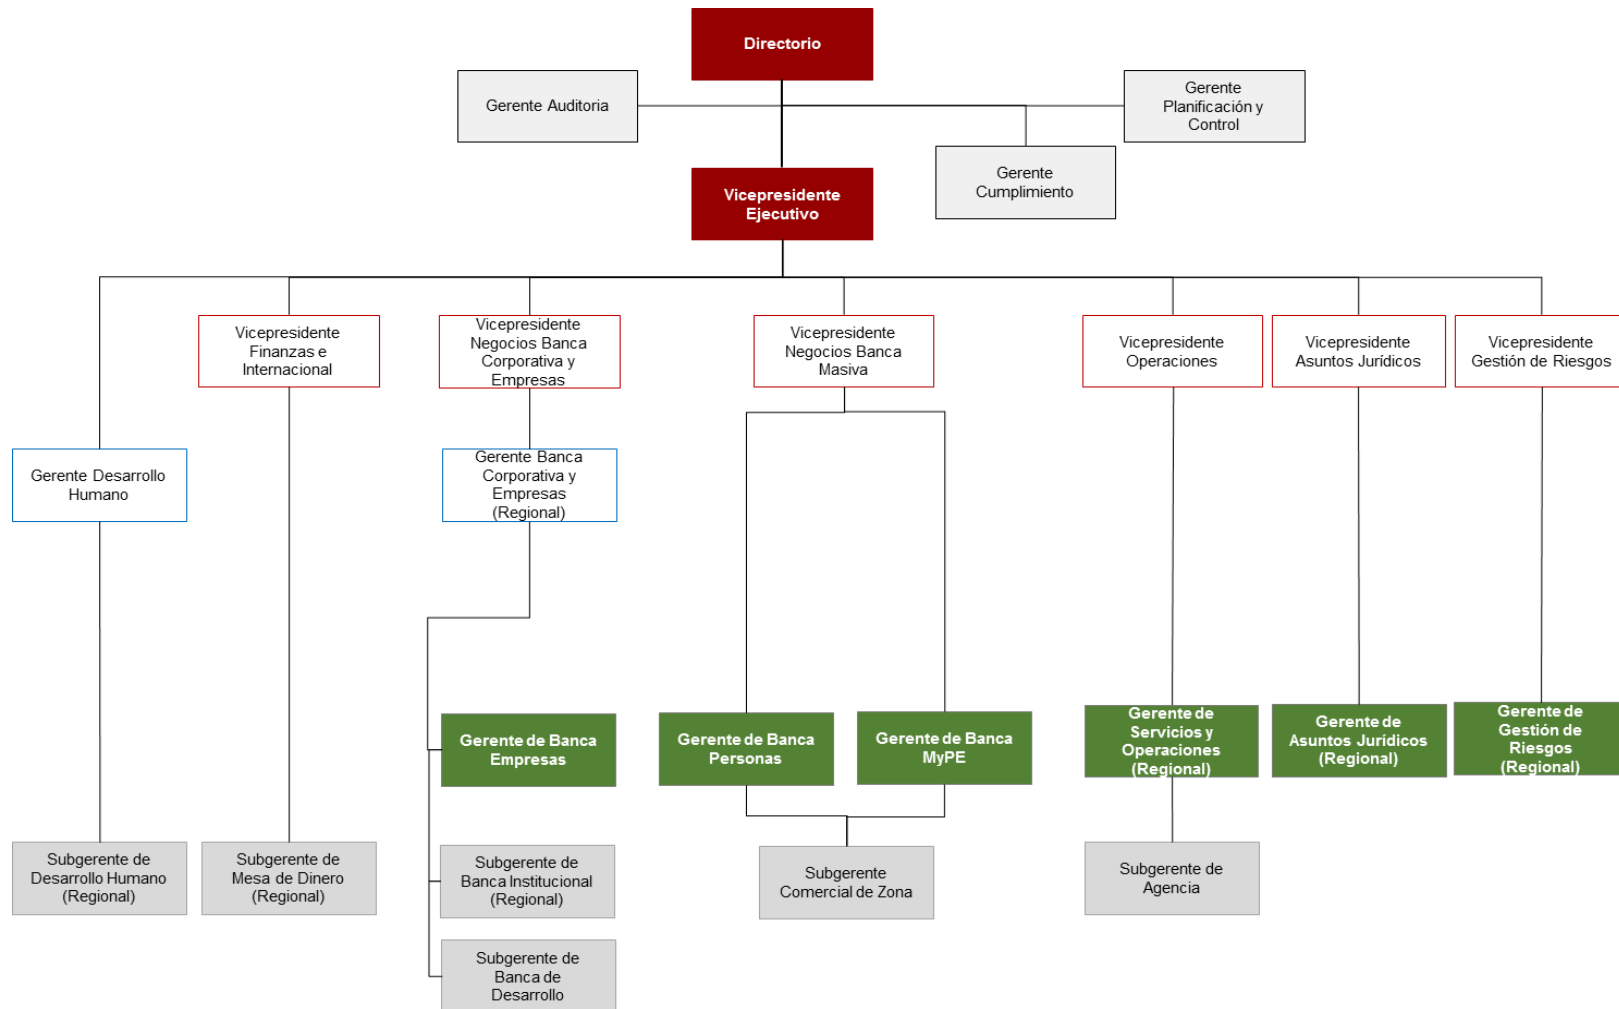 Directorio
Gerente Auditoria
Gerente
Planificación y
Control
Gerente
Cumplimiento
Vicepresidente
Ejecutivo
Vicepresidente
Finanzas e
Internacional
Vicepresidente
Negocios Banca
Corporativa y
Empresas
Vicepresidente
Negocios Banca
Masiva
Vicepresidente
Operaciones
Vicepresidente
Asuntos Jurídicos
Vicepresidente
Gestión de Riesgos
Gerente Desarrollo
Humano
Gerente Banca
Corporativa y
Empresas
(Regional)
Gerente de Banca
Empresas
Gerente de Banca
Personas
Gerente de Banca
MyPE
Gerente de
Servicios y
Operaciones
(Regional)
Gerente de
Asuntos Jurídicos
(Regional)
Gerente de
Gestión de
Riesgos
(Regional)
Subgerente de
Desarrollo Humano
(Regional)
Subgerente de
Mesa de Dinero
(Regional)
Subgerente de
Banca Institucional
(Regional)
Subgerente
Comercial de Zona
Subgerente de
Agencia
Subgerente de
Banca de
Desarrollo